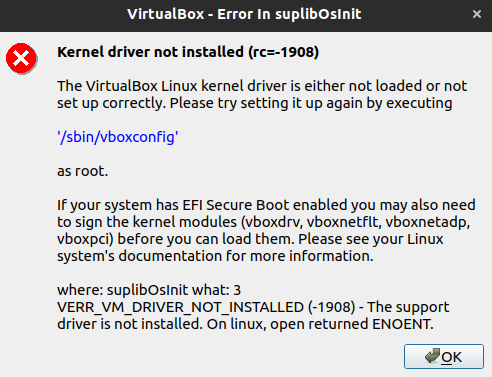 VirtualBox - Error In suplibOsInit
Kernel driver not installed (rc=-1908)
The VirtualBox Linux kernel driver is either not loaded or not
set up correctly. Please try setting it up again by executing
'/sbin/vboxconfig'
as root.
If your system has EFI Secure Boot enabled you may also need
to sign the kernel modules (vboxdrv, vboxnetflt, vboxnetadp,
vboxpci) before you can load them. Please see your Linux
system's documentation for more information.
where: suplibOsInit what: 3
VERR_VM_DRIVER_NOT_INSTALLED (-1908) - The support
driver is not installed. On linux, open returned ENOENT.
OK